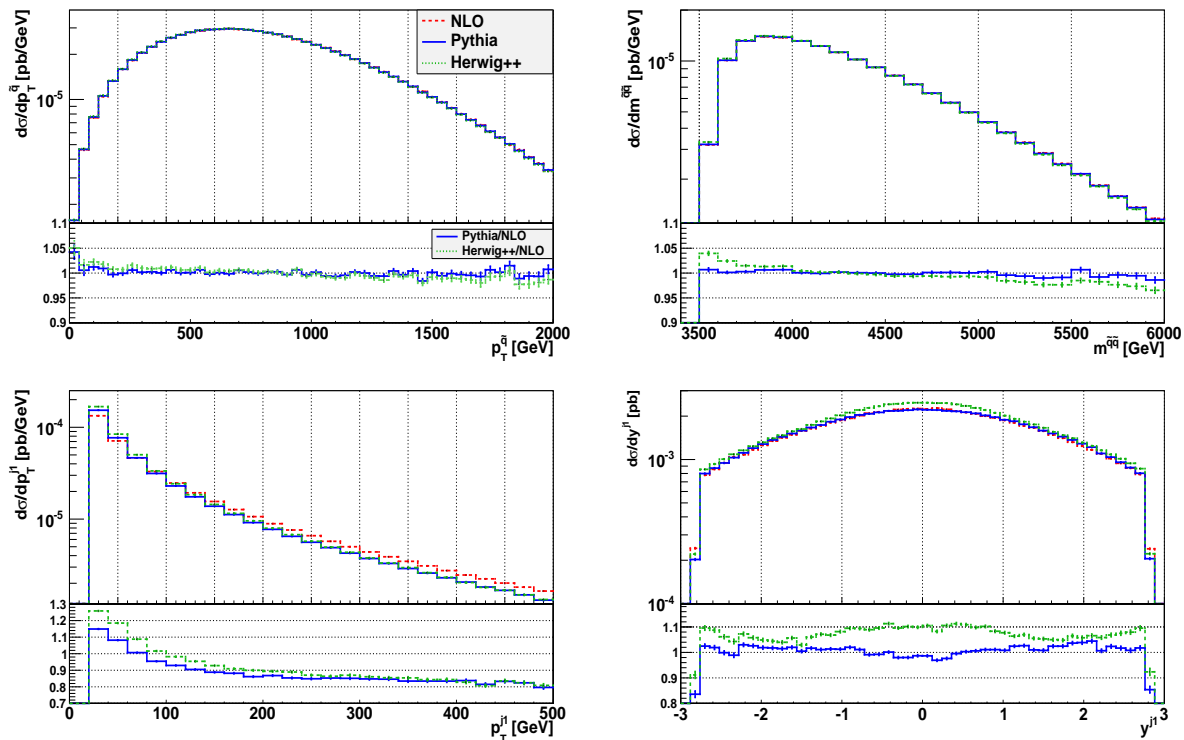 dσ/dp_T^q̃ [pb/GeV]
10⁻⁵
NLO
Pythia
Herwig++
1.1
1.05
1
0.95
0.9
Pythia/NLO
Herwig++/NLO
0 500 1000 1500 2000
p_T^q̃ [GeV]
dσ/dm^q̃q̃ [pb/GeV]
10⁻⁵
1.1
1.05
1
0.95
0.9
3500 4000 4500 5000 5500 6000
m^q̃q̃ [GeV]
dσ/dp_T^j1 [pb/GeV]
10⁻⁴
10⁻⁵
1.3
1.2
1.1
1
0.9
0.8
0.7
0 100 200 300 400 500
p_T^j1 [GeV]
dσ/dy^j1 [pb]
10⁻³
10⁻⁴
1.1
1
0.9
0.8
-3 -2 -1 0 1 2 3
y^j1